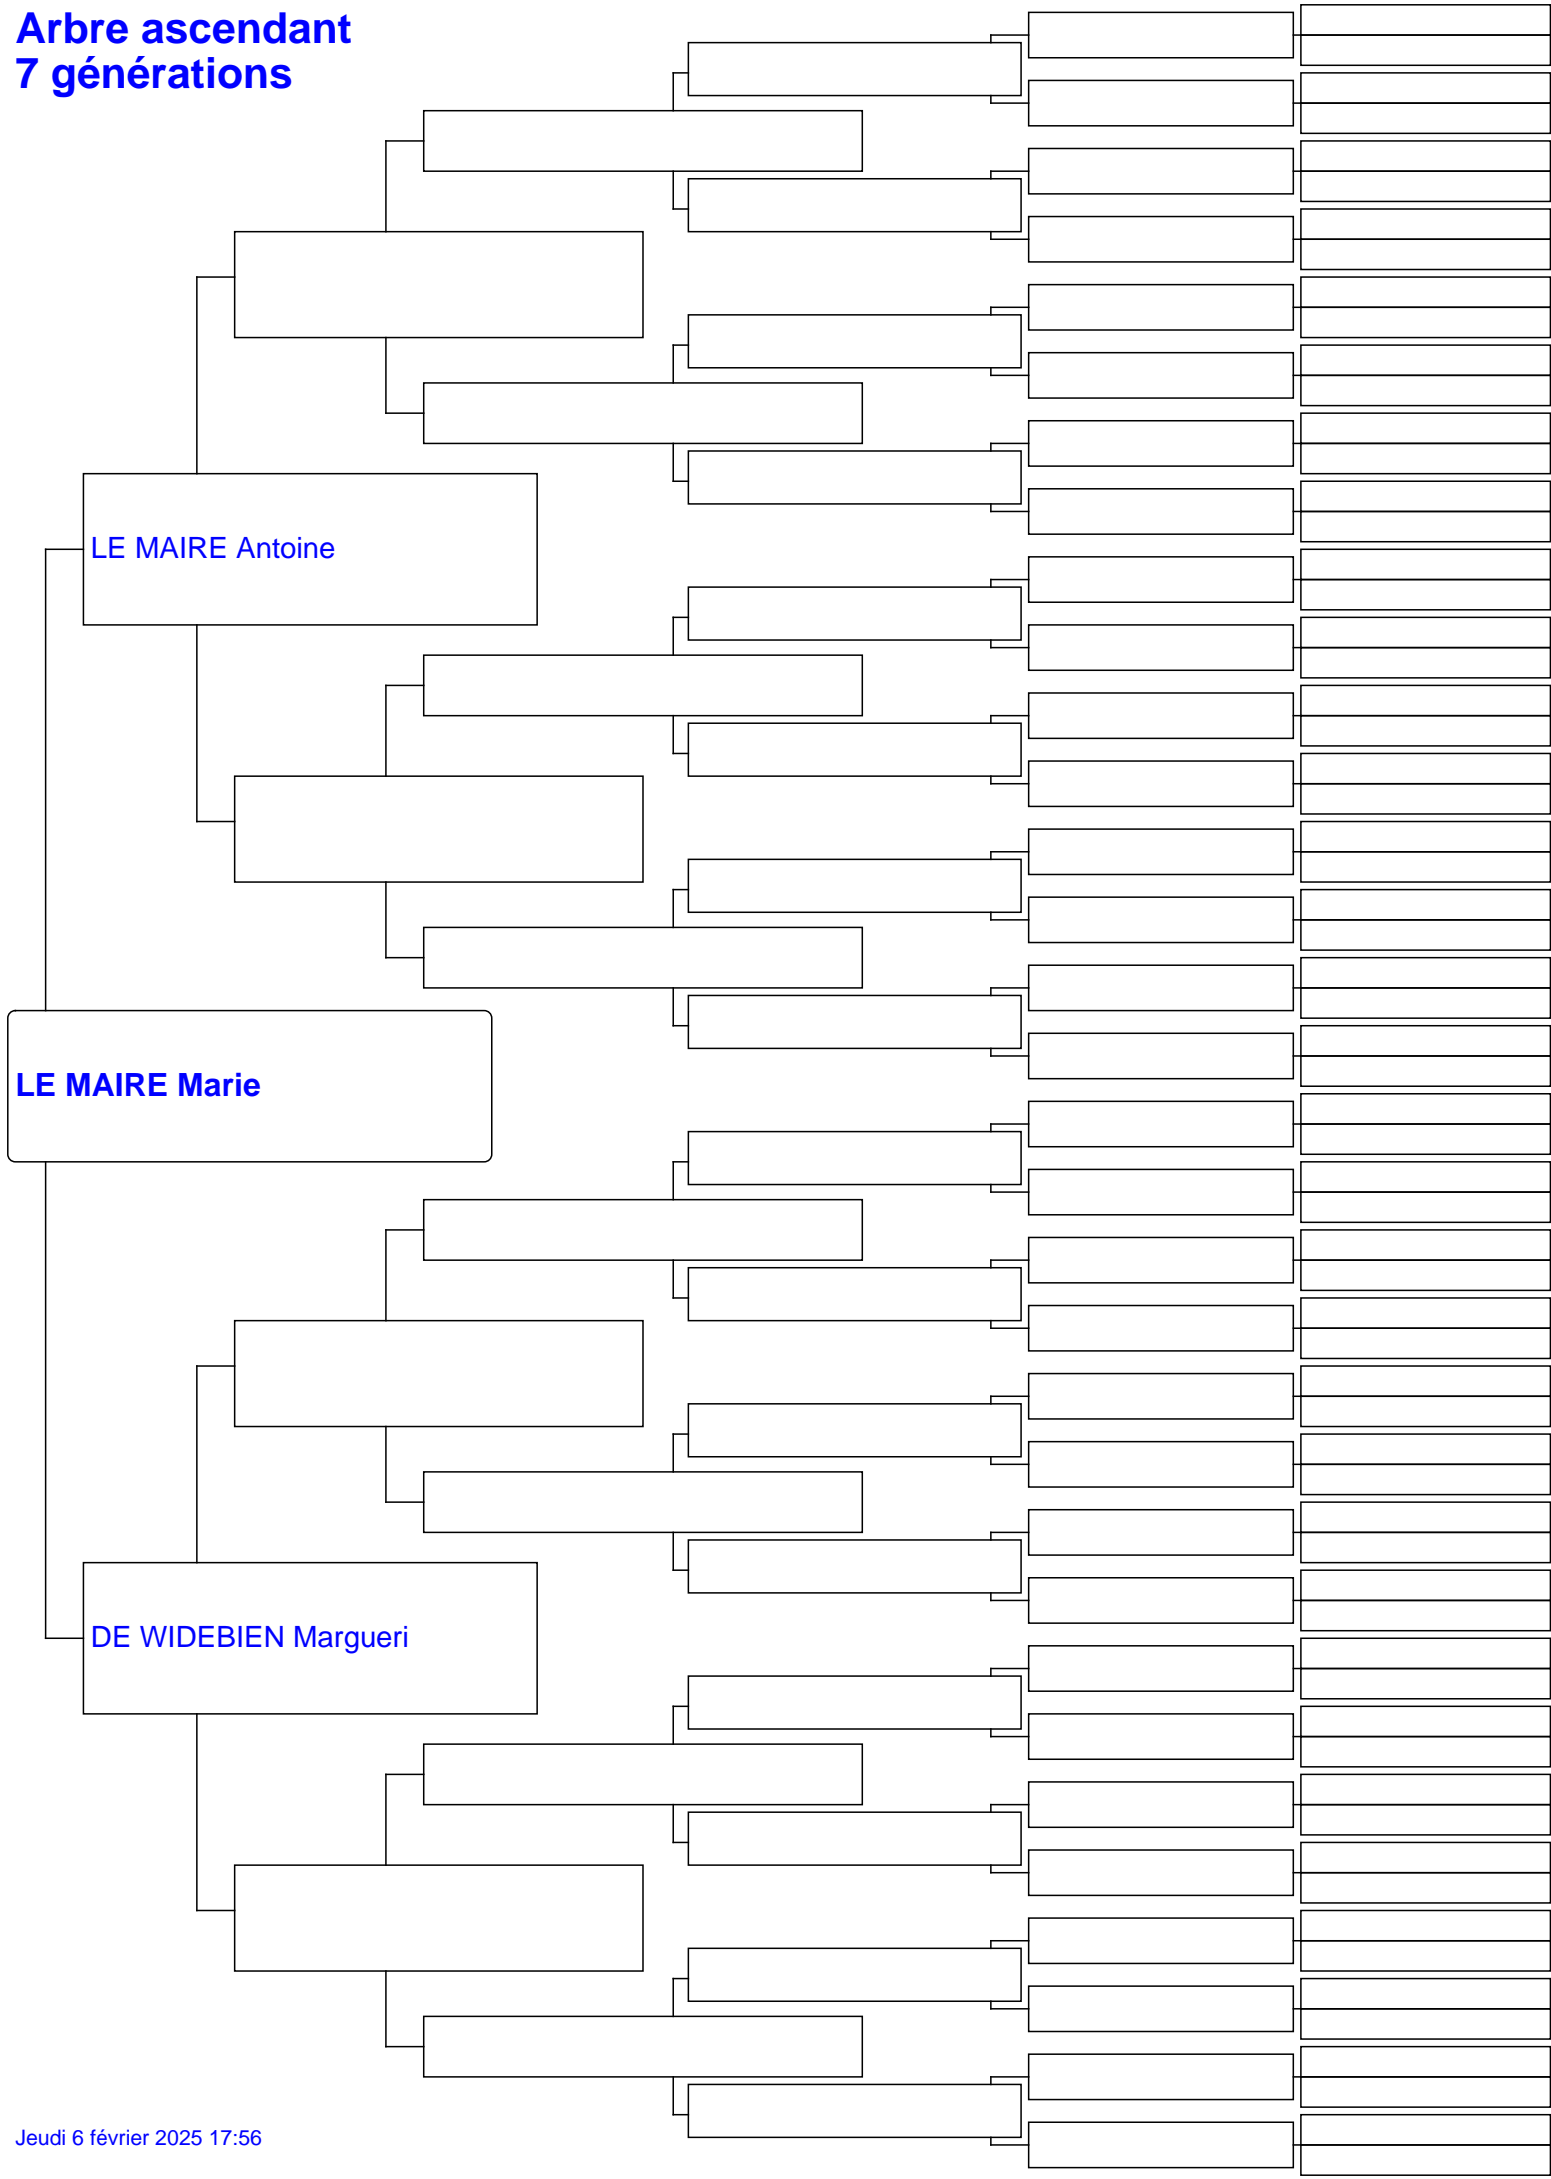 Arbre ascendant
7 générations
LE MAIRE Antoine
LE MAIRE Marie
DE WIDEBIEN Margueri
Jeudi 6 février 2025 17:56